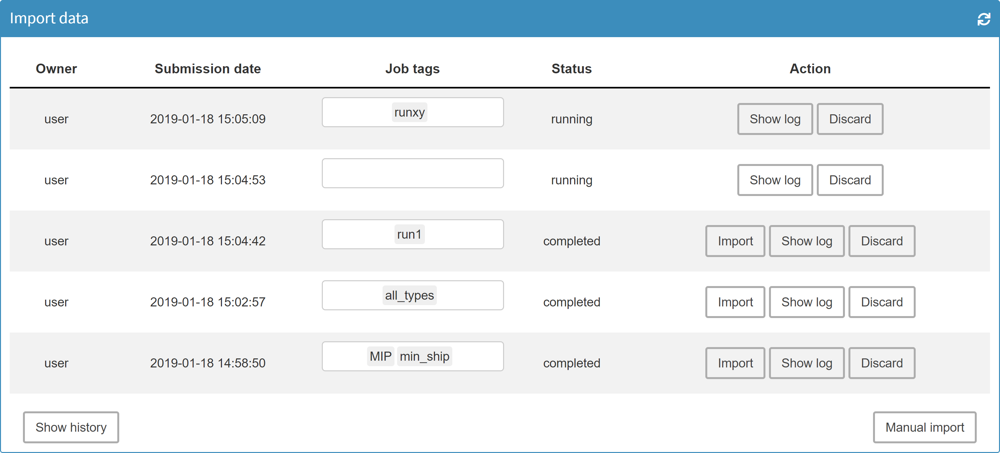 Import data
Owner Submission date Job tags Status Action
user 2019-01-18 15:05:09 runxy running Show log Discard
user 2019-01-18 15:04:53 running Show log Discard
user 2019-01-18 15:04:42 run1 completed Import Show log Discard
user 2019-01-18 15:02:57 all_types completed Import Show log Discard
user 2019-01-18 14:58:50 MIP min_ship completed Import Show log Discard
Show history Manual import